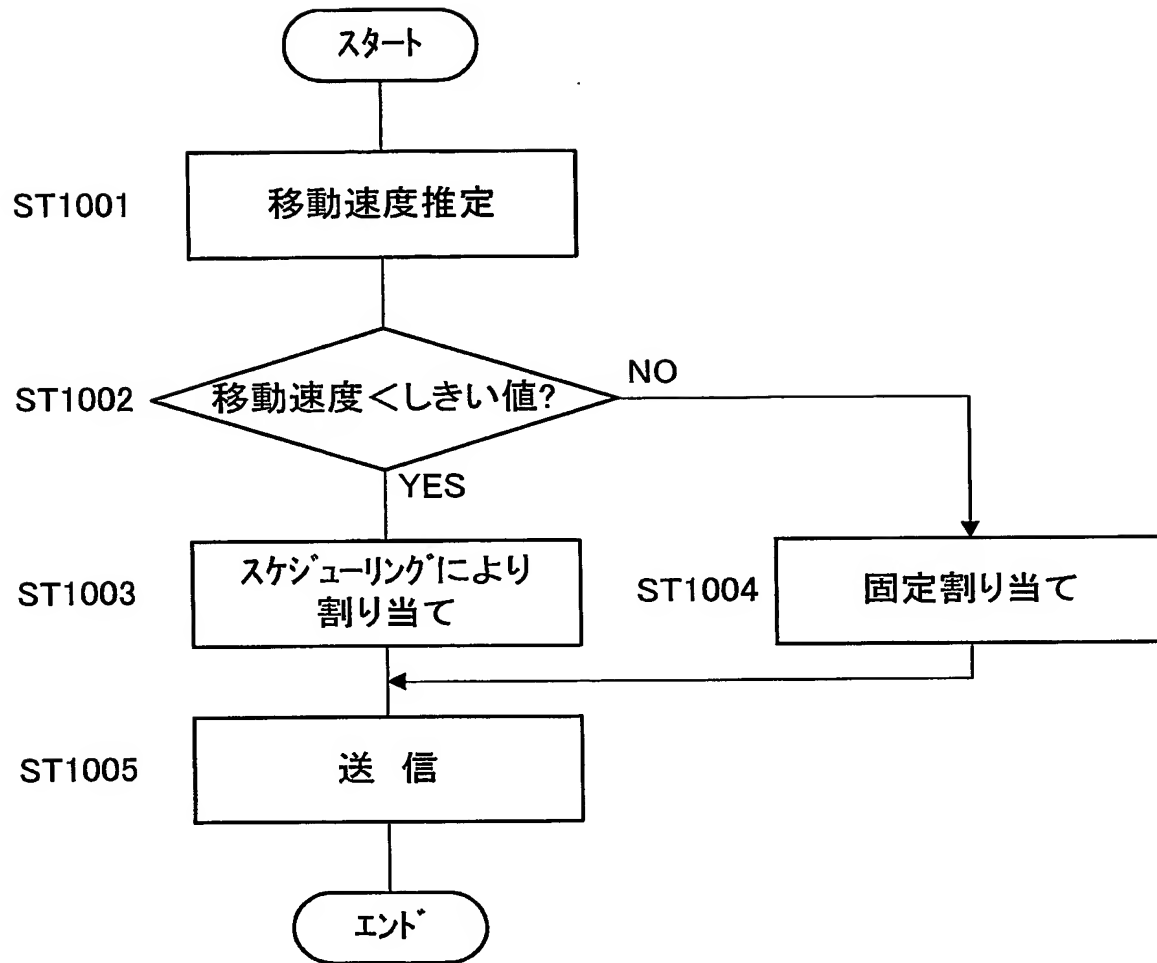 スタート
ST1001
移動速度推定
ST1002
移動速度<しきい値?
NO
YES
ST1003
スケジューリングにより
割り当て
ST1004
固定割り当て
ST1005
送 信
エンド